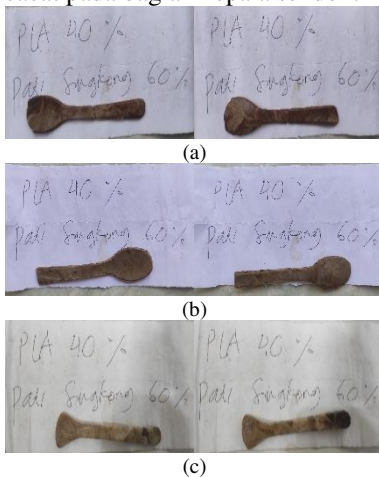 PLA 40 % PLA 40 %
Pati Singkong 60% Pati Singkong 60%
(a)
PLA 40 % PLA 40 %
Pati Singkong 60% Pati Singkong 60%
(b)
PLA 40 % PLA 40 %
Pati Singkong 60% Pati Singkong 60%
(c)